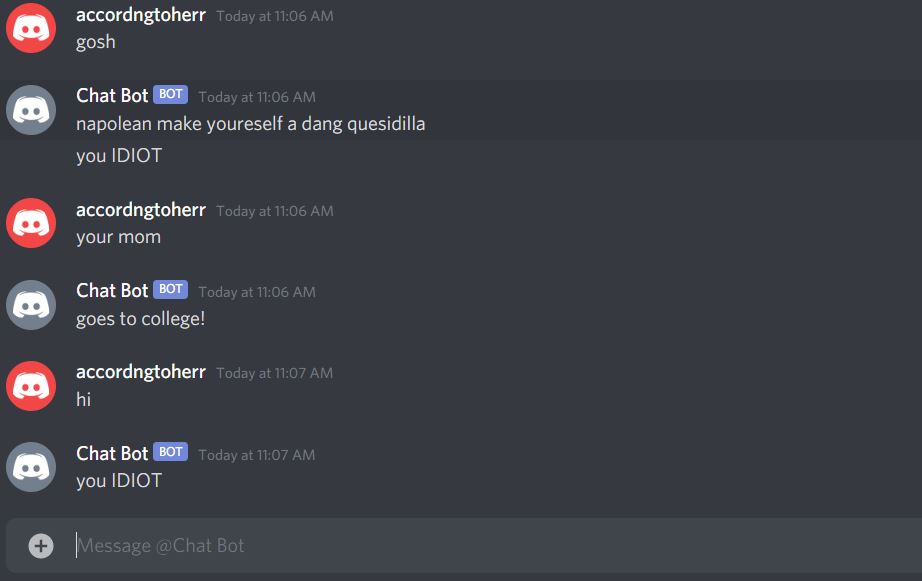 accordngtoherr Today at 11:06 AM
gosh
Chat Bot BOT Today at 11:06 AM
napolean make youreself a dang quesidilla
you IDIOT
accordngtoherr Today at 11:06 AM
your mom
Chat Bot BOT Today at 11:06 AM
goes to college!
accordngtoherr Today at 11:07 AM
hi
Chat Bot BOT Today at 11:07 AM
you IDIOT
Message @Chat Bot